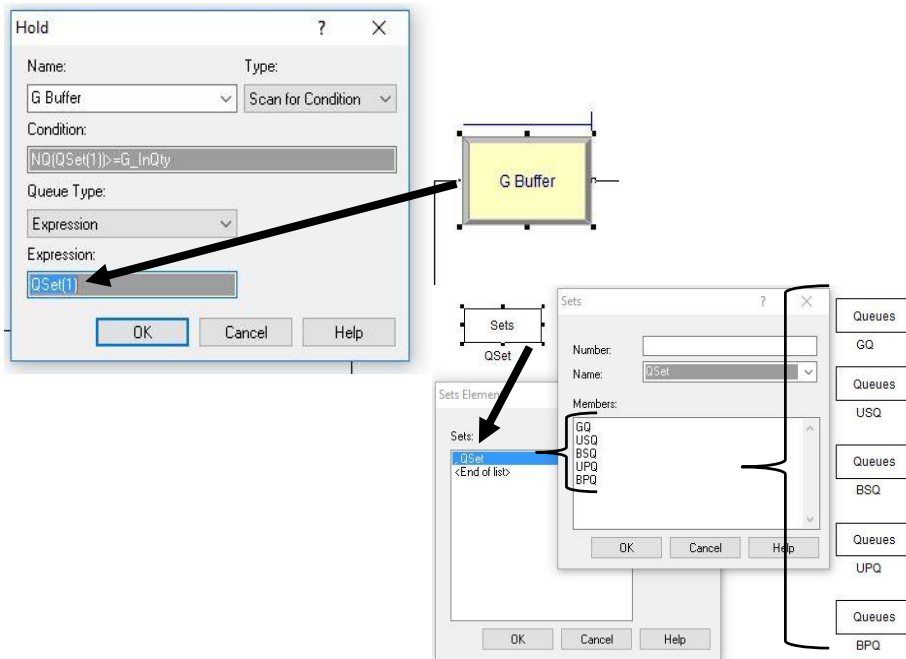 Hold ? X
Name: Type:
G Buffer Scan for Condition
Condition:
NQ(QSet(1))>=G_InQty
Queue Type:
Expression
Expression:
QSet(1)
OK Cancel Help
G Buffer
Sets
QSet
Sets Elemen
Sets:
, QSet
<End of list>
OK Cancel Help
Sets ? X
Number:
Name: QSet
Members:
GQ
USQ
BSQ
UPQ
BPQ
OK Cancel Help
Queues
GQ
Queues
USQ
Queues
BSQ
Queues
UPQ
Queues
BPQ